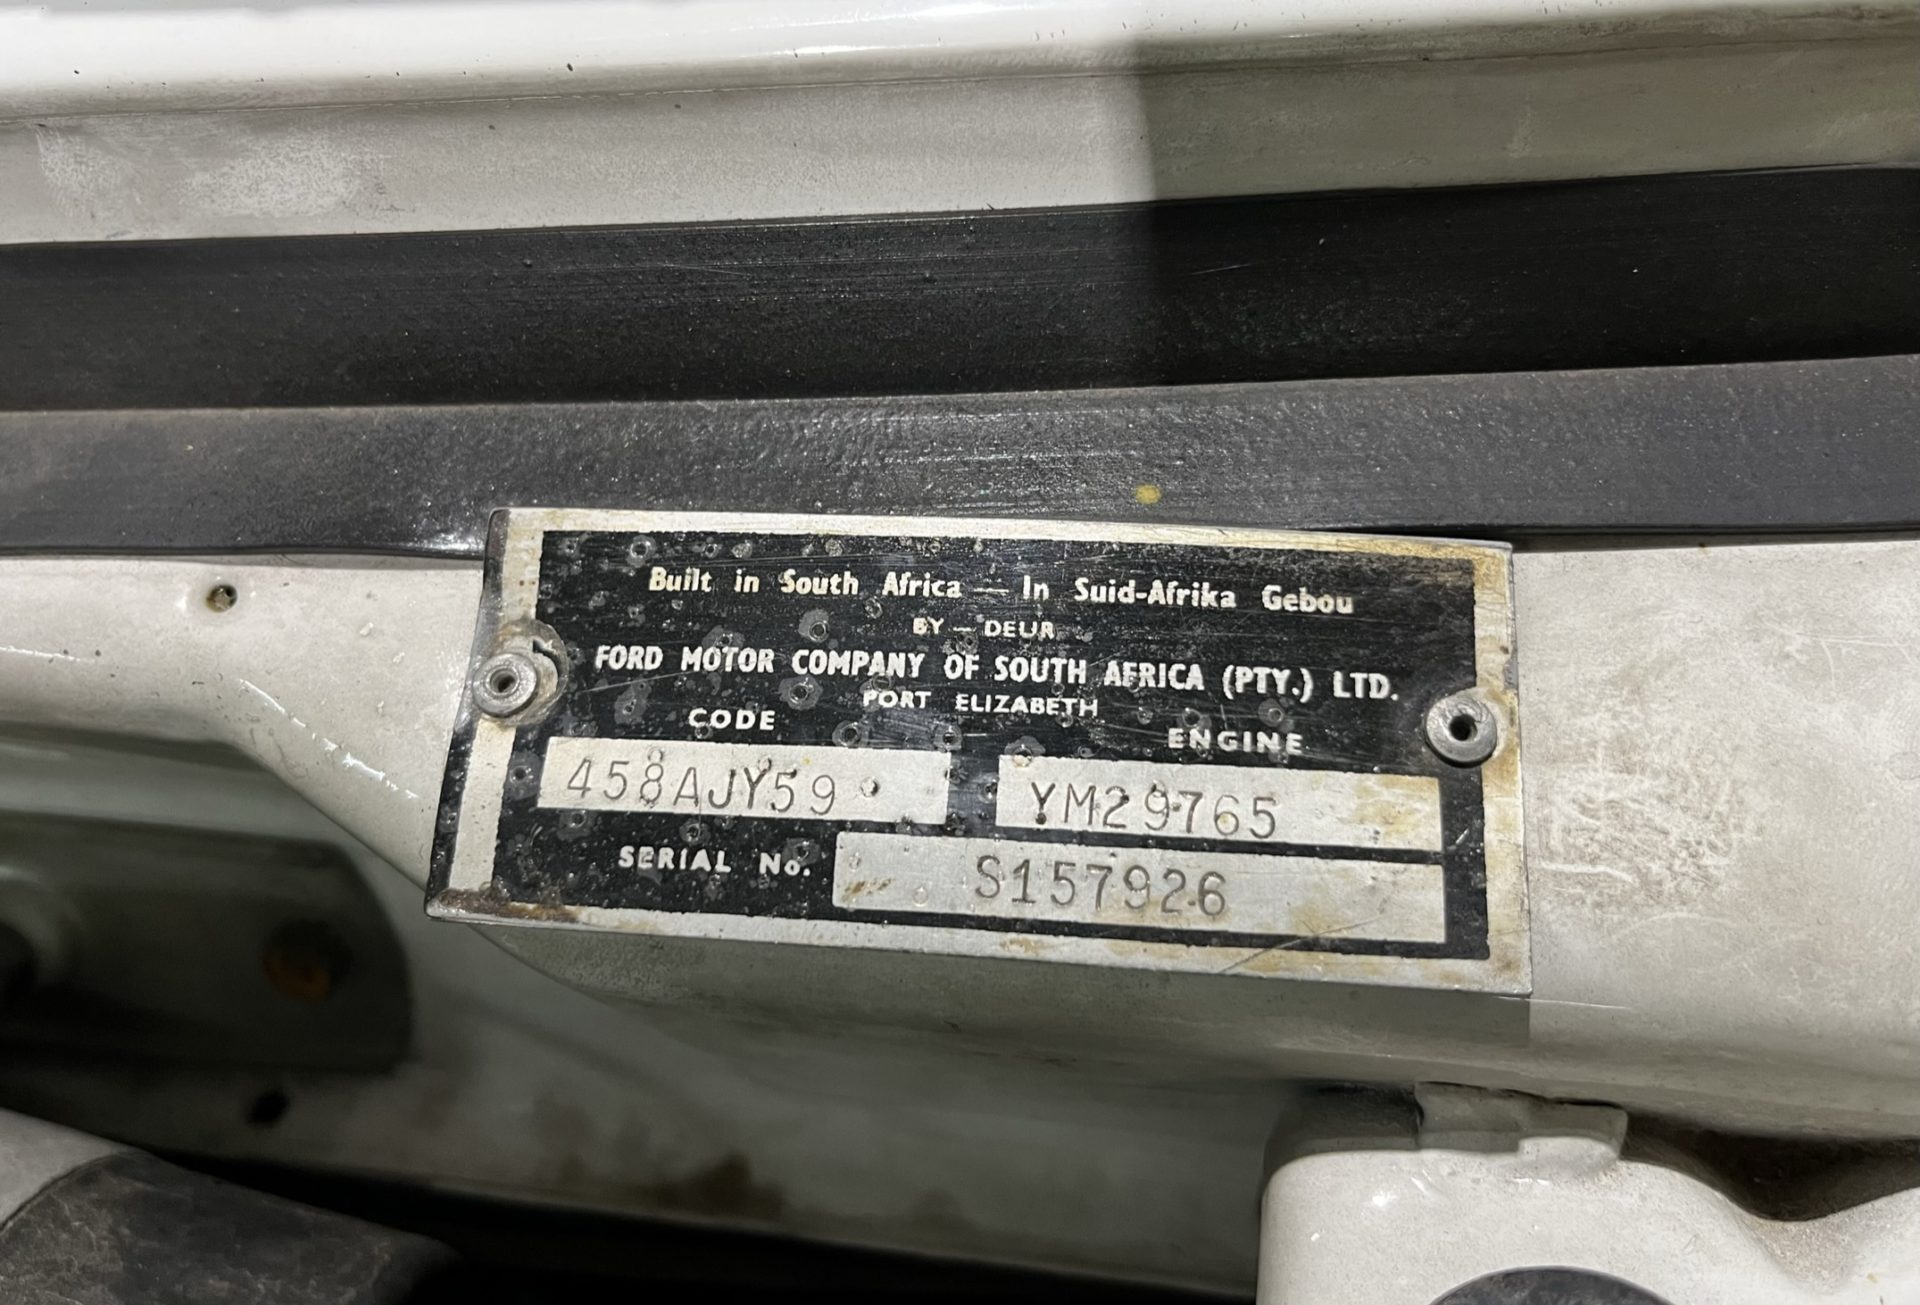 Built in South Africa — In Suid-Afrika Gebou
BY — DEUR
FORD MOTOR COMPANY OF SOUTH AFRICA (PTY.) LTD.
PORT ELIZABETH
CODE ENGINE
458AJY59 YM29765
SERIAL No. S157926